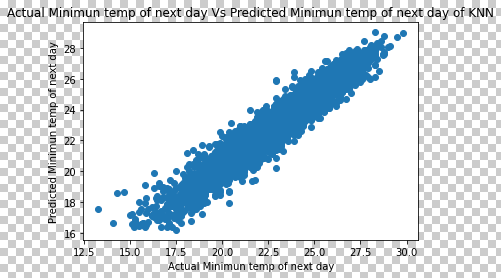 Actual Minimun temp of next day Vs Predicted Minimun temp of next day of KNN
28
26
24
22
20
18
16
Predicted Minimun temp of next day
12.5 15.0 17.5 20.0 22.5 25.0 27.5 30.0
Actual Minimun temp of next day